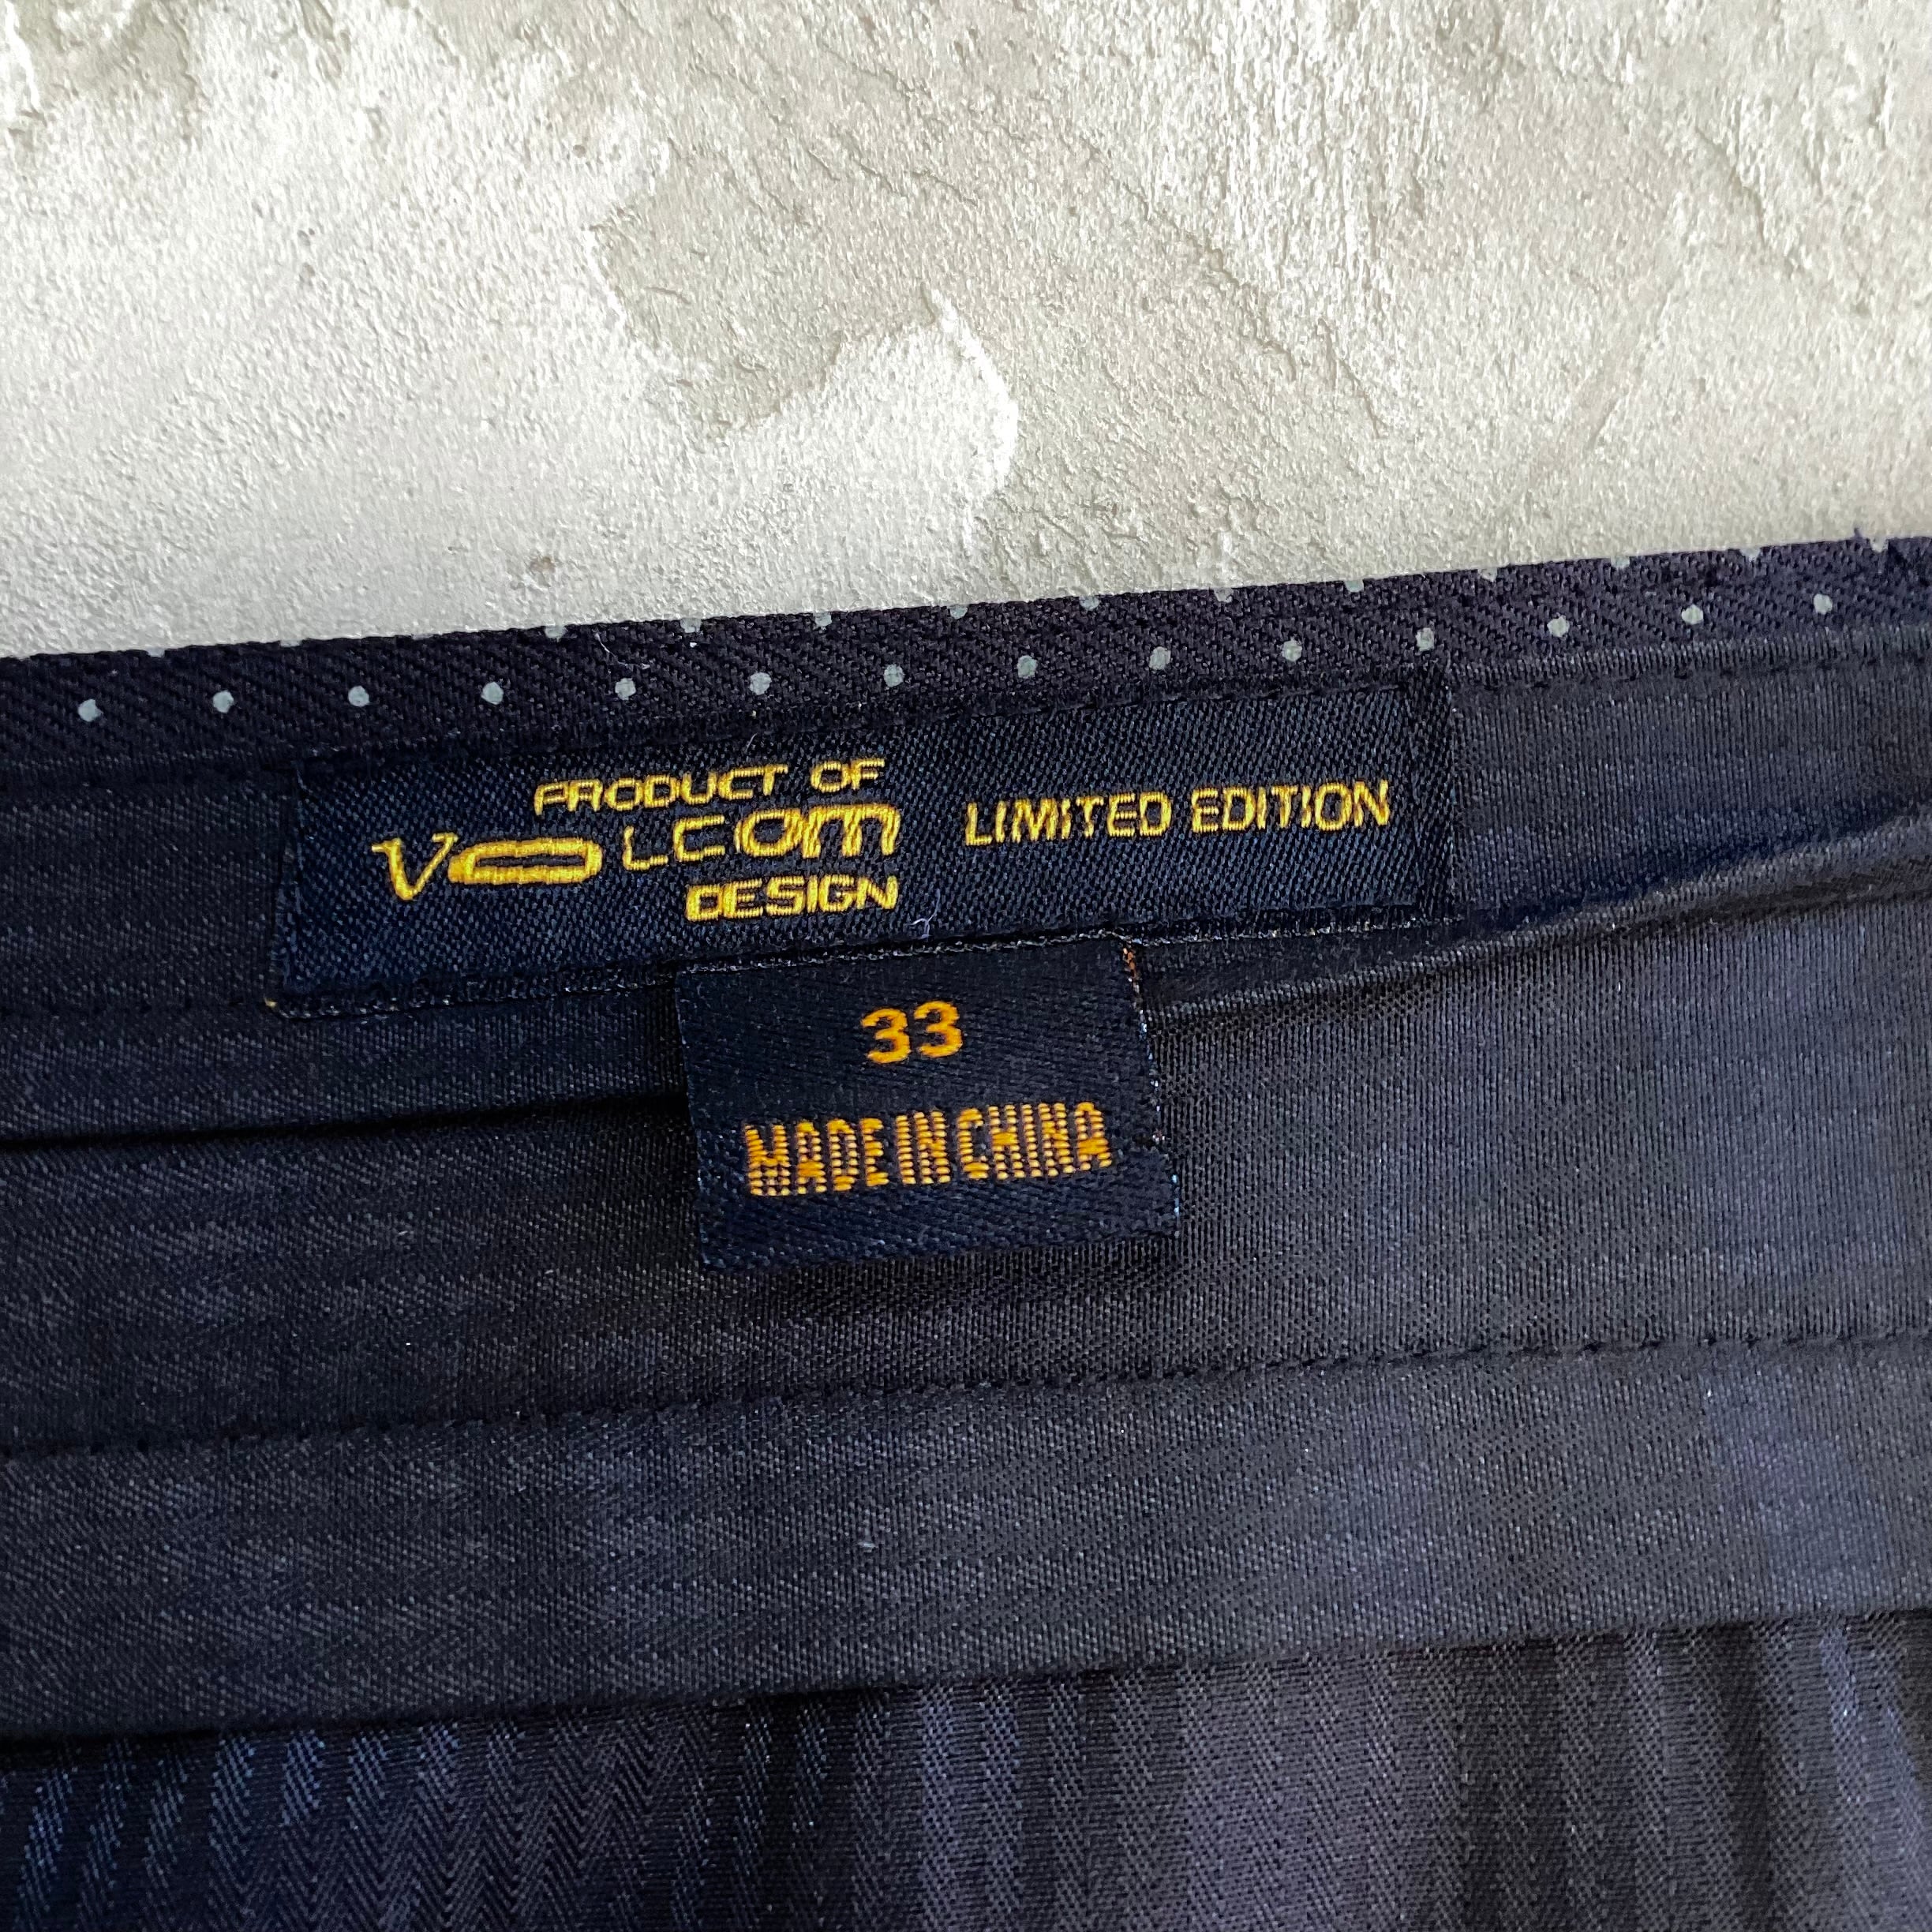 PRODUCT OF
VOLCOM
DESIGN
LIMITED EDITION
33
MADE IN CHINA